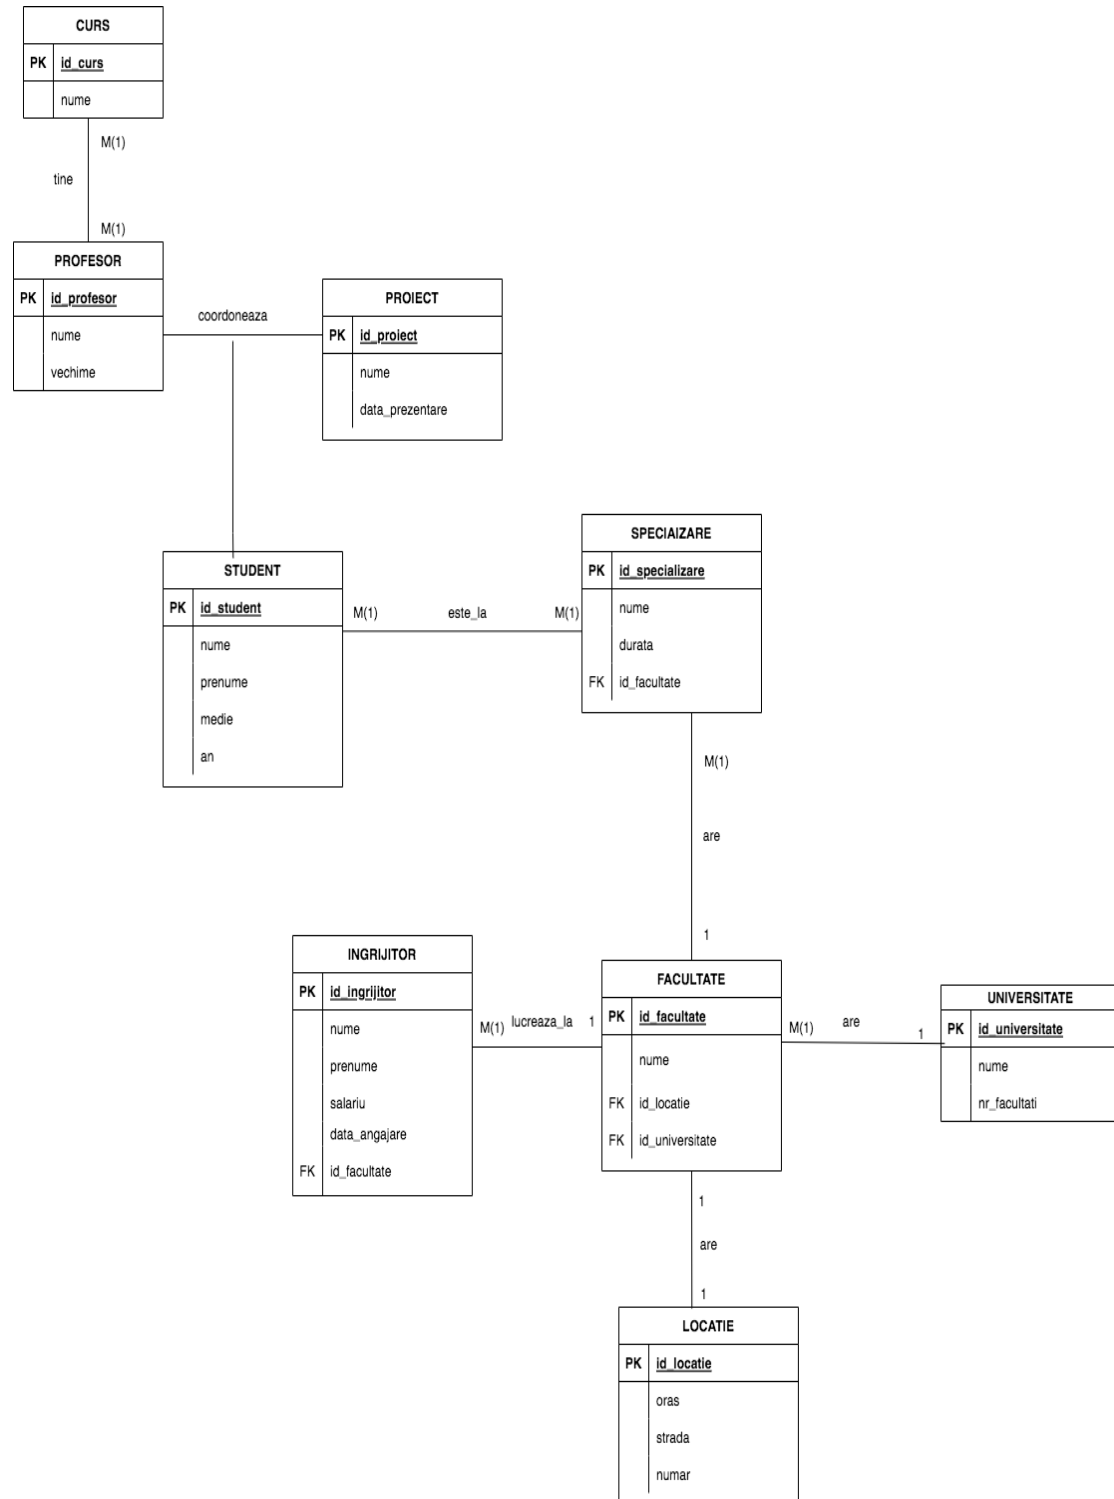 CURS
PK id_curs
nume
M(1)
tine
M(1)
PROFESOR
PK id_profesor
nume
vechime
coordoneaza
PROIECT
PK id_proiect
nume
data_prezentare
STUDENT
PK id_student
nume
prenume
medie
an
M(1) este_la M(1)
SPECIAIZARE
PK id_specializare
nume
durata
FK id_facultate
M(1)
are
1
INGRIJITOR
PK id_ingrijitor
nume
prenume
salariu
data_angajare
FK id_facultate
M(1) lucreaza_la 1
FACULTATE
PK id_facultate
nume
FK id_locatie
FK id_universitate
M(1) are 1
UNIVERSITATE
PK id_universitate
nume
nr_facultati
1
are
1
LOCATIE
PK id_locatie
oras
strada
numar